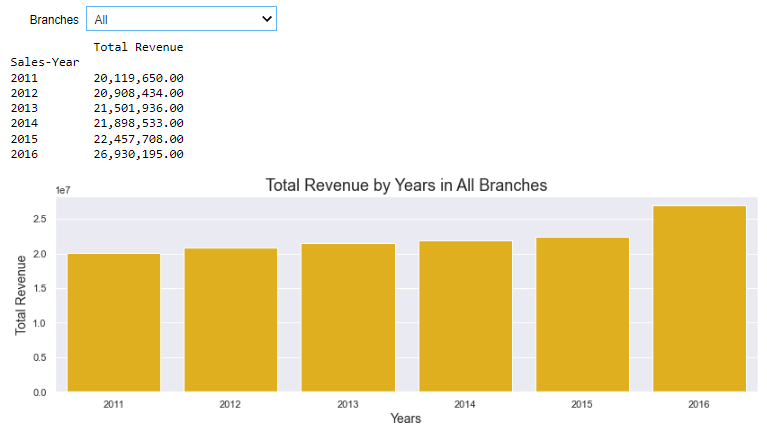 Branches All
Total Revenue
Sales-Year
2011 20,119,650.00
2012 20,908,434.00
2013 21,501,936.00
2014 21,898,533.00
2015 22,457,708.00
2016 26,930,195.00
Total Revenue by Years in All Branches
1e7
2.5
2.0
1.5
1.0
0.5
0.0
Total Revenue
2011 2012 2013 2014 2015 2016
Years